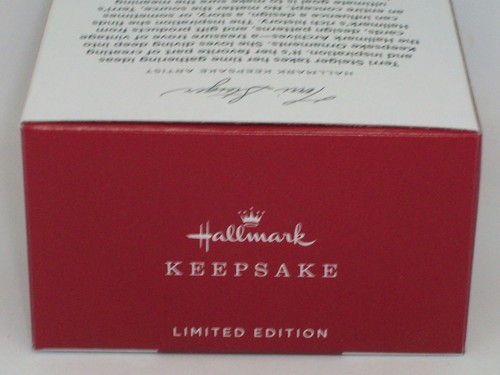 Terri Steiger
HALLMARK KEEPSAKE ARTIST
Terri Steiger takes her time gathering ideas
and inspiration. It's her favorite part of creating
Keepsake Ornaments. She loves diving deep into
the Hallmark Archives—a treasure of vintage
cards, design patterns, and gift products from
Hallmark's rich history. The inspiration she finds
can influence a design, a story, or sometimes
an entire concept. No matter the source, Terri's
ultimate goal is to make sure the meaning
Hallmark
KEEPSAKE
LIMITED EDITION